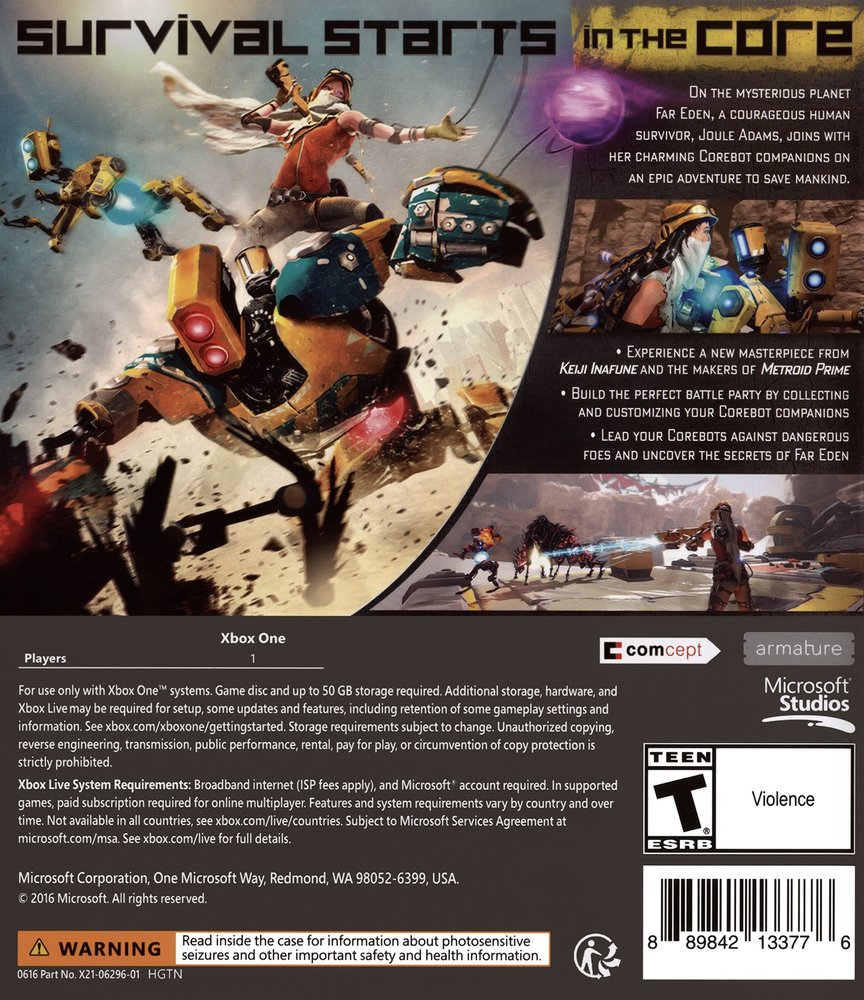 SURVIVAL STARTS IN THE CORE
ON THE MYSTERIOUS PLANET
FAR EDEN, A COURAGEOUS HUMAN
SURVIVOR, JOULE ADAMS, JOINS WITH
HER CHARMING COREBOT COMPANIONS ON
AN EPIC ADVENTURE TO SAVE MANKIND.
• EXPERIENCE A NEW MASTERPIECE FROM
KEIJI INAFUNE AND THE MAKERS OF METROID PRIME
• BUILD THE PERFECT BATTLE PARTY BY COLLECTING
AND CUSTOMIZING YOUR COREBOT COMPANIONS
• LEAD YOUR COREBOTS AGAINST DANGEROUS
FOES AND UNCOVER THE SECRETS OF FAR EDEN
Xbox One
Players 1
comcept
armature
Microsoft
Studios
For use only with Xbox One™ systems. Game disc and up to 50 GB storage required. Additional storage, hardware, and
Xbox Live may be required for setup, some updates and features, including retention of some gameplay settings and
information. See xbox.com/xboxone/gettingstarted. Storage requirements subject to change. Unauthorized copying,
reverse engineering, transmission, public performance, rental, pay for play, or circumvention of copy protection is
strictly prohibited.
Xbox Live System Requirements: Broadband internet (ISP fees apply), and Microsoft® account required. In supported
games, paid subscription required for online multiplayer. Features and system requirements vary by country and over
time. Not available in all countries, see xbox.com/live/countries. Subject to Microsoft Services Agreement at
microsoft.com/msa. See xbox.com/live for full details.
TEEN
T®
ESRB
Violence
Microsoft Corporation, One Microsoft Way, Redmond, WA 98052-6399, USA.
© 2016 Microsoft. All rights reserved.
WARNING
Read inside the case for information about photosensitive
seizures and other important safety and health information.
0616 Part No. X21-06296-01 HGTN
8 89842 13377 6